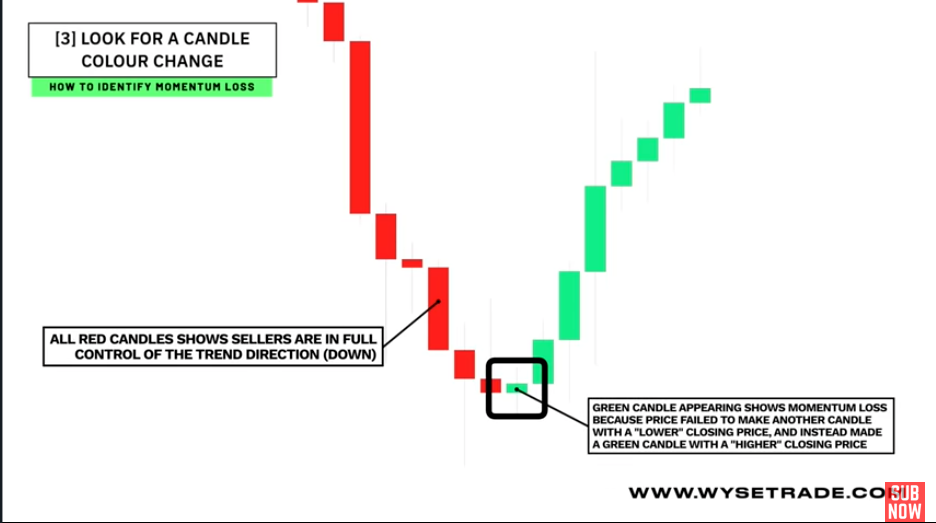 [3] LOOK FOR A CANDLE
COLOUR CHANGE
HOW TO IDENTIFY MOMENTUM LOSS
ALL RED CANDLES SHOWS SELLERS ARE IN FULL
CONTROL OF THE TREND DIRECTION (DOWN)
GREEN CANDLE APPEARING SHOWS MOMENTUM LOSS
BECAUSE PRICE FAILED TO MAKE ANOTHER CANDLE
WITH A "LOWER" CLOSING PRICE, AND INSTEAD MADE
A GREEN CANDLE WITH A "HIGHER" CLOSING PRICE
WWW.WYSETRADE.COM
SUB
NOW